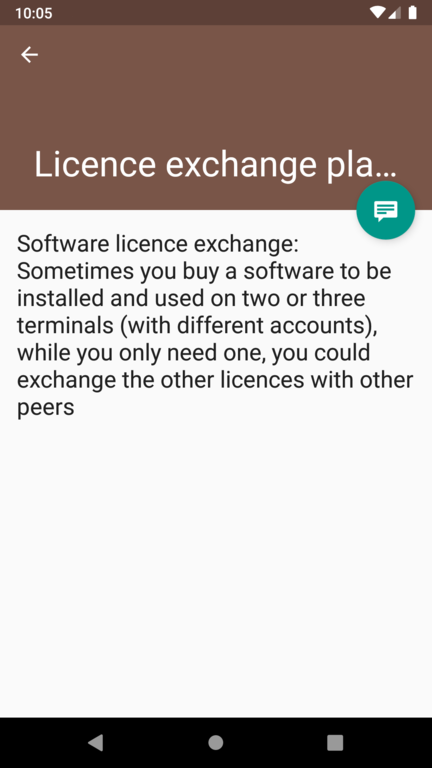 10:05
Licence exchange pla…
Software licence exchange:
Sometimes you buy a software to be
installed and used on two or three
terminals (with different accounts),
while you only need one, you could
exchange the other licences with other
peers